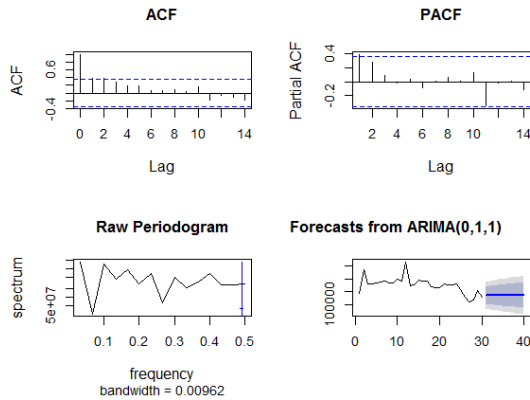 ACF
PACF
ACF
0.6
-0.4
0 2 4 6 8 10 14
Lag
Partial ACF
0.4
-0.2
2 6 10 14
Lag
Raw Periodogram
Forecasts from ARIMA(0,1,1)
spectrum
5e+07
0.1 0.2 0.3 0.4 0.5
frequency
bandwidth = 0.00962
100000
0 10 20 30 40